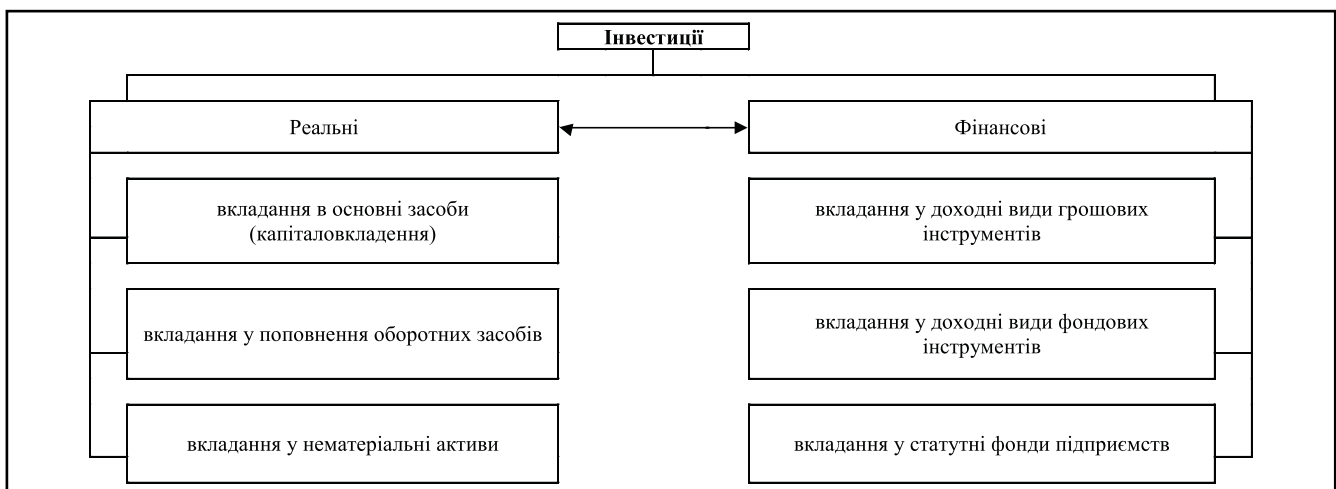 Інвестиції
Реальні
Фінансові
вкладання в основні засоби
(капіталовкладення)
вкладання у доходні види грошових
інструментів
вкладання у поповнення оборотних засобів
вкладання у доходні види фондових
інструментів
вкладання у нематеріальні активи
вкладання у статутні фонди підприємств